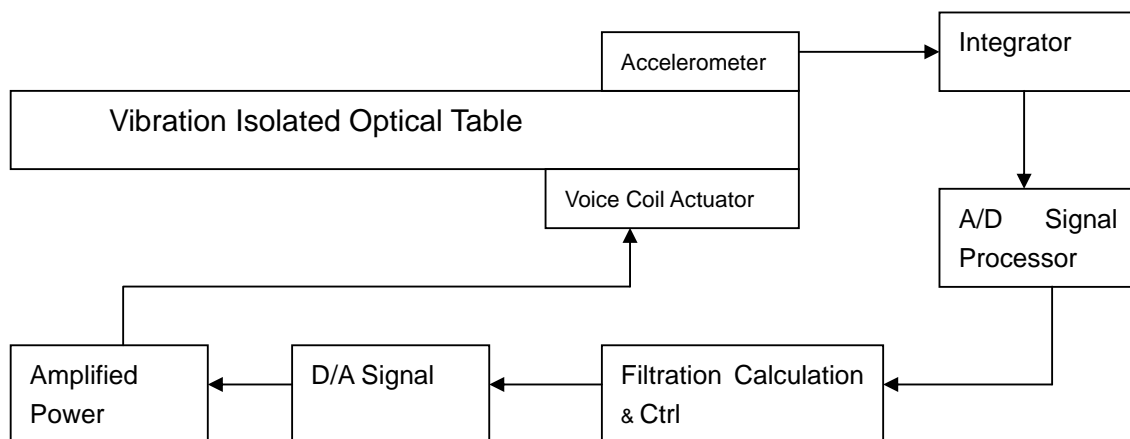 Accelerometer
Integrator
Vibration Isolated Optical Table
Voice Coil Actuator
A/D Signal
Processor
Amplified
Power
D/A Signal
Filtration Calculation
& Ctrl